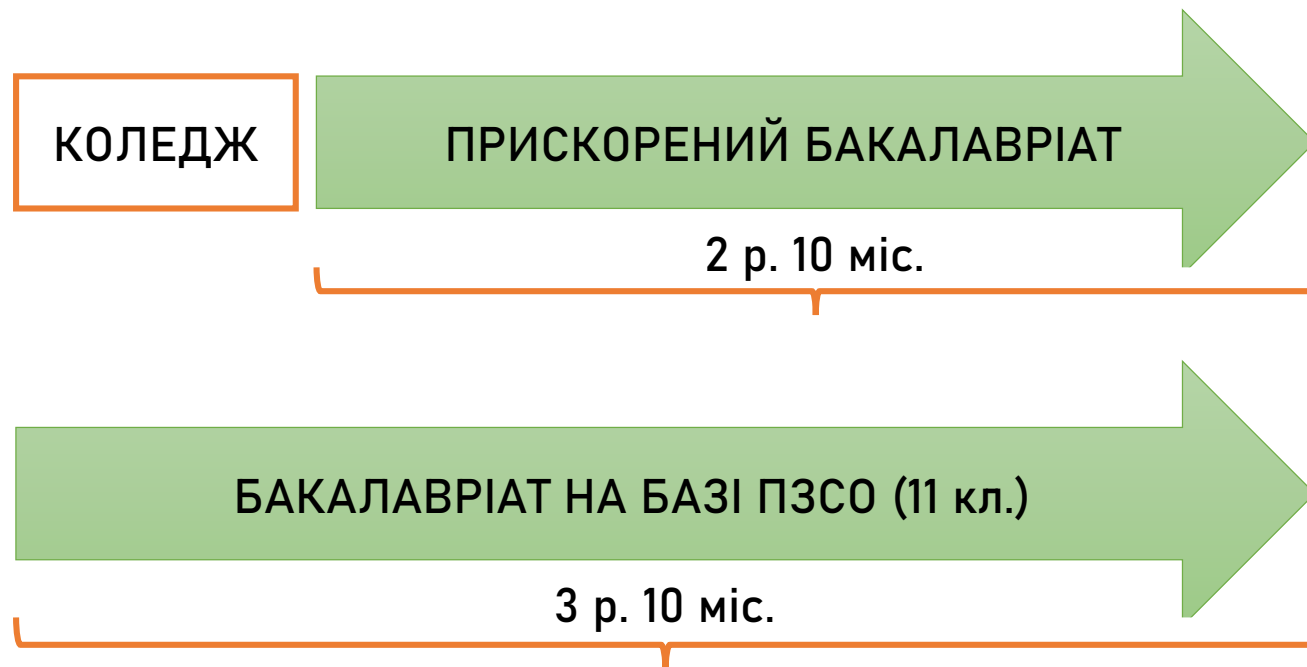 КОЛЕДЖ
ПРИСКОРЕНИЙ БАКАЛАВРІАТ
2 р. 10 міс.
БАКАЛАВРІАТ НА БАЗІ ПЗСО (11 кл.)
3 р. 10 міс.